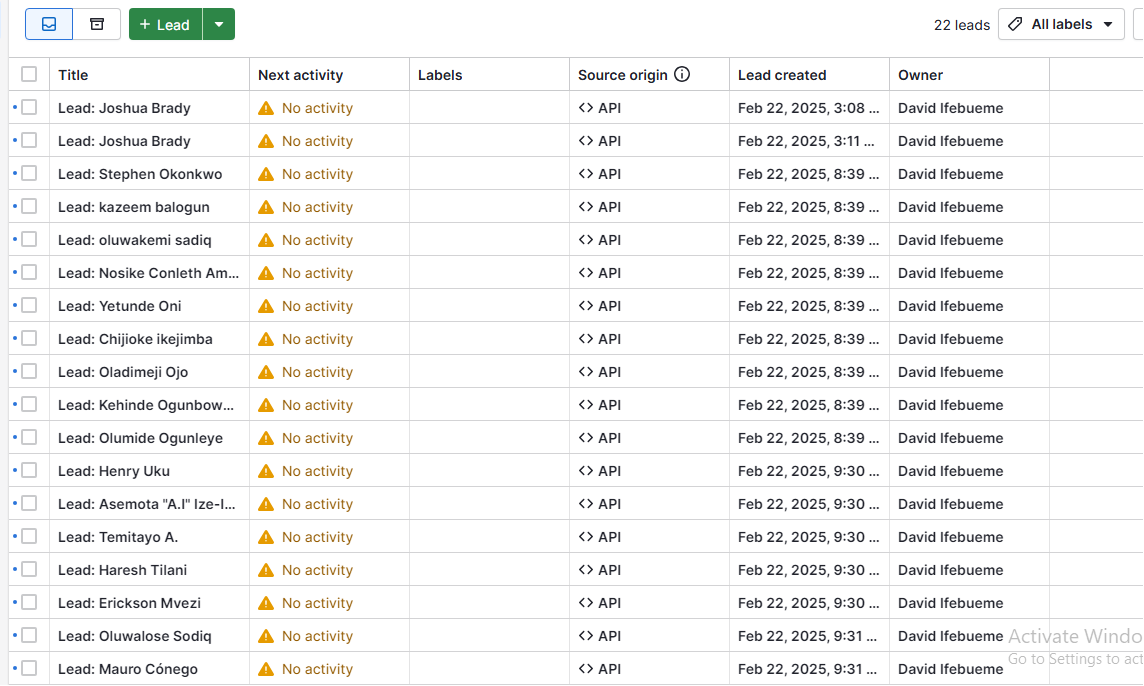 + Lead 22 leads All labels
Title Next activity Labels Source origin Lead created Owner
Lead: Joshua Brady No activity <> API Feb 22, 2025, 3:08 ... David Ifebueme
Lead: Joshua Brady No activity <> API Feb 22, 2025, 3:11 ... David Ifebueme
Lead: Stephen Okonkwo No activity <> API Feb 22, 2025, 8:39 ... David Ifebueme
Lead: kazeem balogun No activity <> API Feb 22, 2025, 8:39 ... David Ifebueme
Lead: oluwakemi sadiq No activity <> API Feb 22, 2025, 8:39 ... David Ifebueme
Lead: Nosike Conleth Am... No activity <> API Feb 22, 2025, 8:39 ... David Ifebueme
Lead: Yetunde Oni No activity <> API Feb 22, 2025, 8:39 ... David Ifebueme
Lead: Chijioke ikejimba No activity <> API Feb 22, 2025, 8:39 ... David Ifebueme
Lead: Oladimeji Ojo No activity <> API Feb 22, 2025, 8:39 ... David Ifebueme
Lead: Kehinde Ogunbow... No activity <> API Feb 22, 2025, 8:39 ... David Ifebueme
Lead: Olumide Ogunleye No activity <> API Feb 22, 2025, 8:39 ... David Ifebueme
Lead: Henry Uku No activity <> API Feb 22, 2025, 9:30 ... David Ifebueme
Lead: Asemota "A.I" Ize-I... No activity <> API Feb 22, 2025, 9:30 ... David Ifebueme
Lead: Temitayo A. No activity <> API Feb 22, 2025, 9:30 ... David Ifebueme
Lead: Haresh Tilani No activity <> API Feb 22, 2025, 9:30 ... David Ifebueme
Lead: Erickson Mvezi No activity <> API Feb 22, 2025, 9:30 ... David Ifebueme
Lead: Oluwalose Sodiq No activity <> API Feb 22, 2025, 9:31 ... David Ifebueme
Activate Windo
Lead: Mauro Cónego No activity <> API Feb 22, 2025, 9:31 ... David Ifebueme
Go to Settings to act